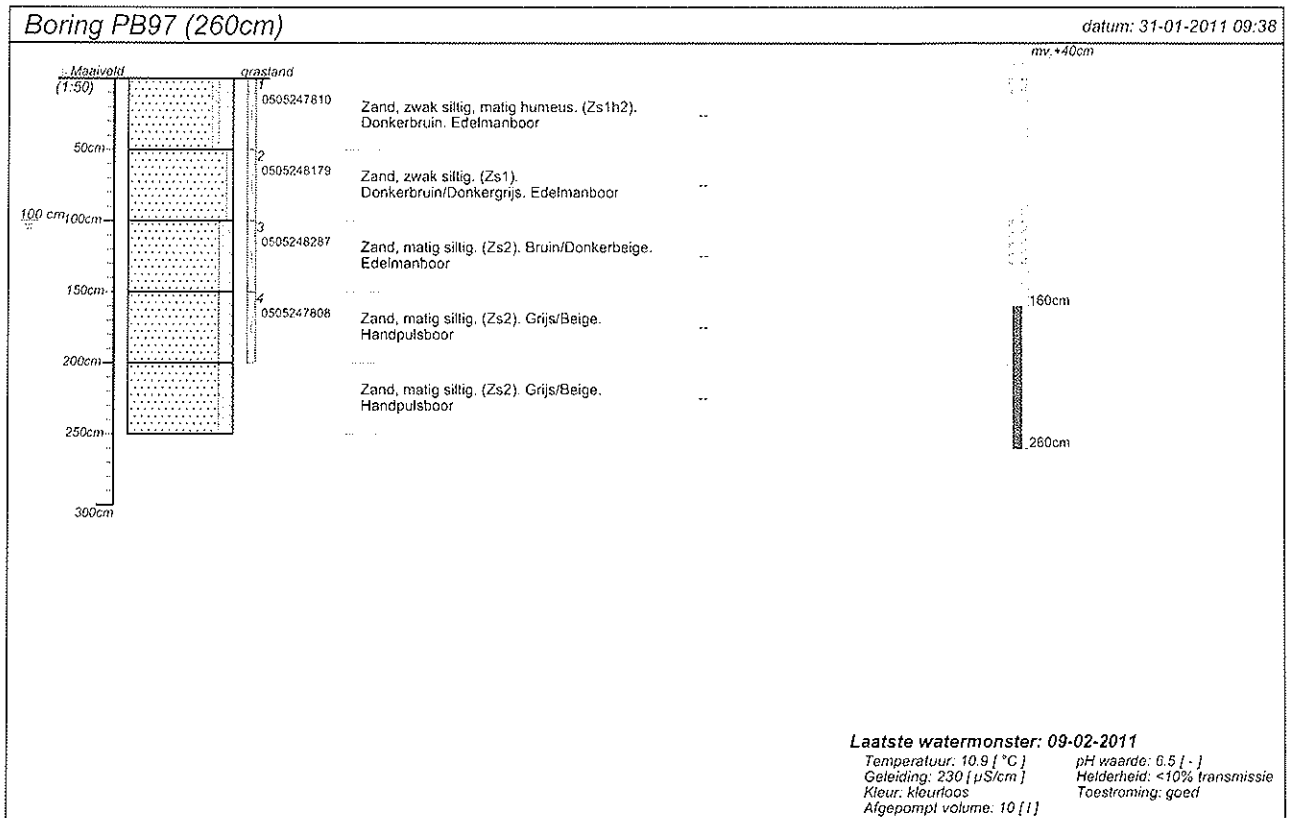 Boring PB97 (260cm)
datum: 31-01-2011 09:38
mv. +40cm
Maaiveld
grasland
(1:50)
1
0505247810
Zand, zwak siltig, matig humeus. (Zs1h2).
Donkerbruin. Edelmanboor
--
50cm
2
0505248179
Zand, zwak siltig. (Zs1).
Donkerbruin/Donkergrijs. Edelmanboor
--
100 cm
100cm
3
0505248287
Zand, matig siltig. (Zs2). Bruin/Donkerbeige.
Edelmanboor
--
150cm
4
0505247808
Zand, matig siltig. (Zs2). Grijs/Beige.
Handpulsboor
--
160cm
200cm
Zand, matig siltig. (Zs2). Grijs/Beige.
Handpulsboor
--
250cm
260cm
300cm
Laatste watermonster: 09-02-2011
Temperatuur: 10.9 [ °C ]
pH waarde: 6.5 [ - ]
Geleiding: 230 [ µS/cm ]
Helderheid: <10% transmissie
Kleur: kleurloos
Toestroming: goed
Afgepompt volume: 10 [ l ]